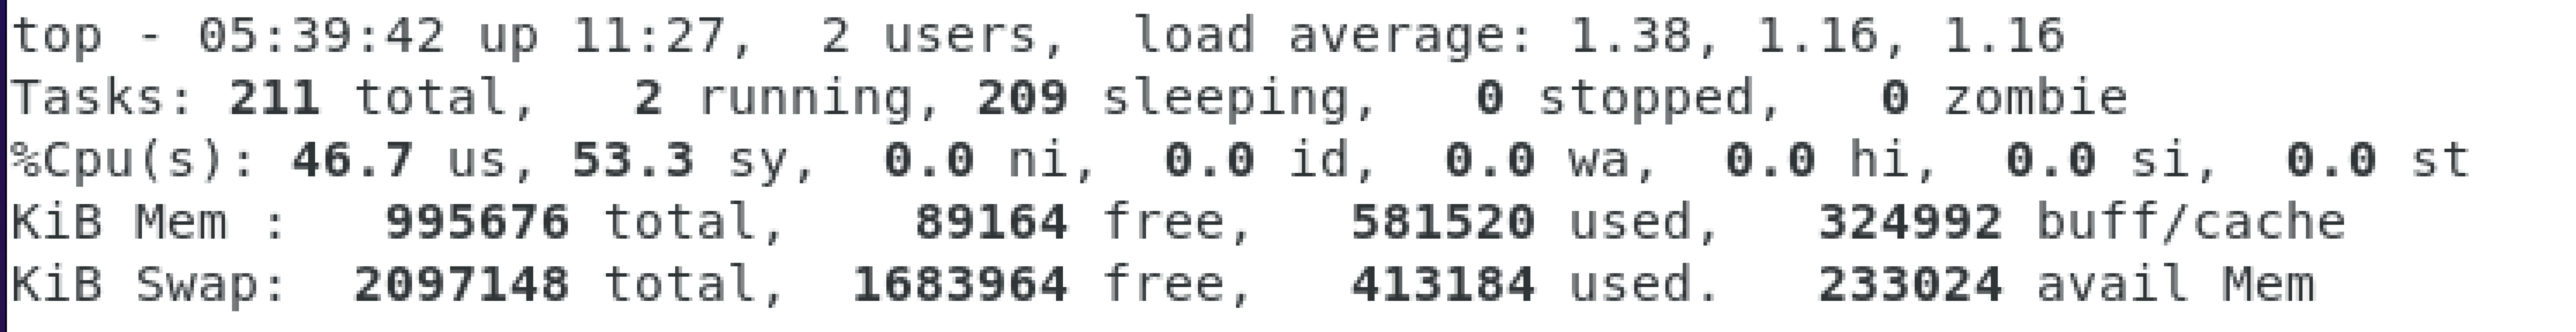 top - 05:39:42 up 11:27,  2 users,  load average: 1.38, 1.16, 1.16
Tasks: 211 total,   2 running, 209 sleeping,   0 stopped,   0 zombie
%Cpu(s): 46.7 us, 53.3 sy,  0.0 ni,  0.0 id,  0.0 wa,  0.0 hi,  0.0 si,  0.0 st
KiB Mem :   995676 total,    89164 free,   581520 used,   324992 buff/cache
KiB Swap:  2097148 total,  1683964 free,   413184 used.   233024 avail Mem